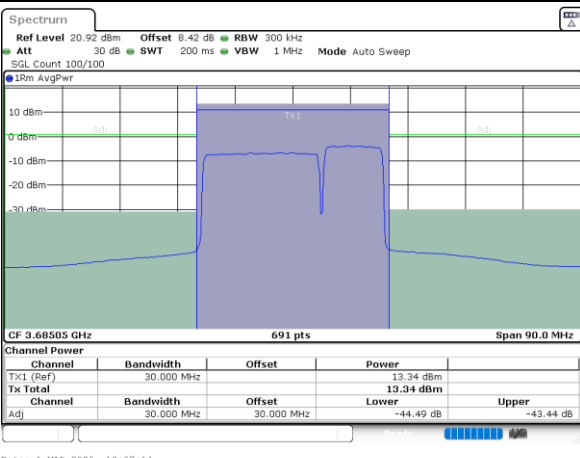 Spectrum
Ref Level 20.92 dBm Offset 8.42 dB RBW 300 kHz
Att 30 dB SWT 200 ms VBW 1 MHz Mode Auto Sweep
SGL Count 100/100
1Rm AvgPwr
10 dBm
TX1
Adj Adj
0 dBm
-10 dBm
-20 dBm
-30 dBm
CF 3.68505 GHz 691 pts Span 90.0 MHz
Channel Power
Channel Bandwidth Offset Power
TX1 (Ref) 30.000 MHz 13.34 dBm
Tx Total 13.34 dBm
Channel Bandwidth Offset Lower Upper
Adj 30.000 MHz 30.000 MHz -44.49 dB -43.44 dB